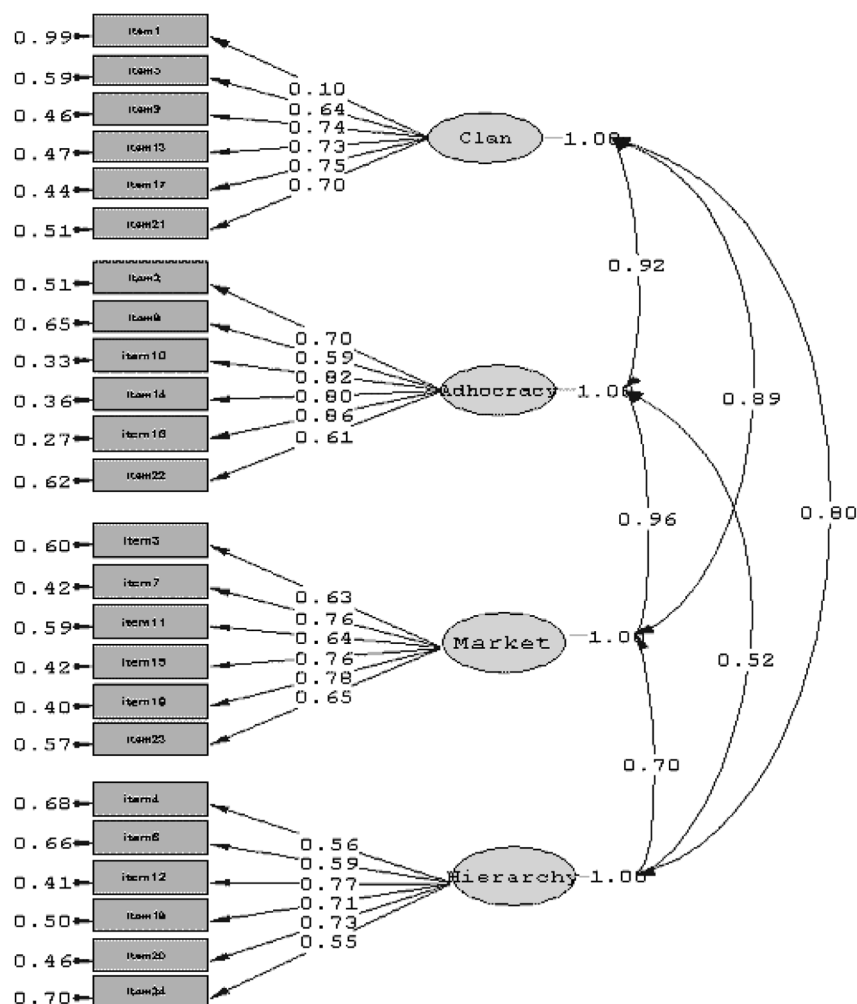 0.99 item1
0.59 item5
0.46 item9
0.47 item13
0.44 item17
0.51 item21
0.10
0.64
0.74
0.73
0.75
0.70
Clan 1.00
0.92
0.51 item2
0.65
0.33 item10
0.36 item14
0.27
0.62 item22
0.70
0.59
0.82
0.80
0.86
0.61
Adhocracy 1.00
0.89
0.96
0.80
0.60 item3
0.42 item7
0.59 item11
0.42 item15
0.40 item19
0.57 item23
0.63
0.76
0.64
0.76
0.78
0.65
Market 1.00
0.52
0.70
0.68 item4
0.66
0.41 item12
0.50
0.46 item20
0.70 item24
0.56
0.59
0.77
0.71
0.73
0.55
Hierarchy 1.00